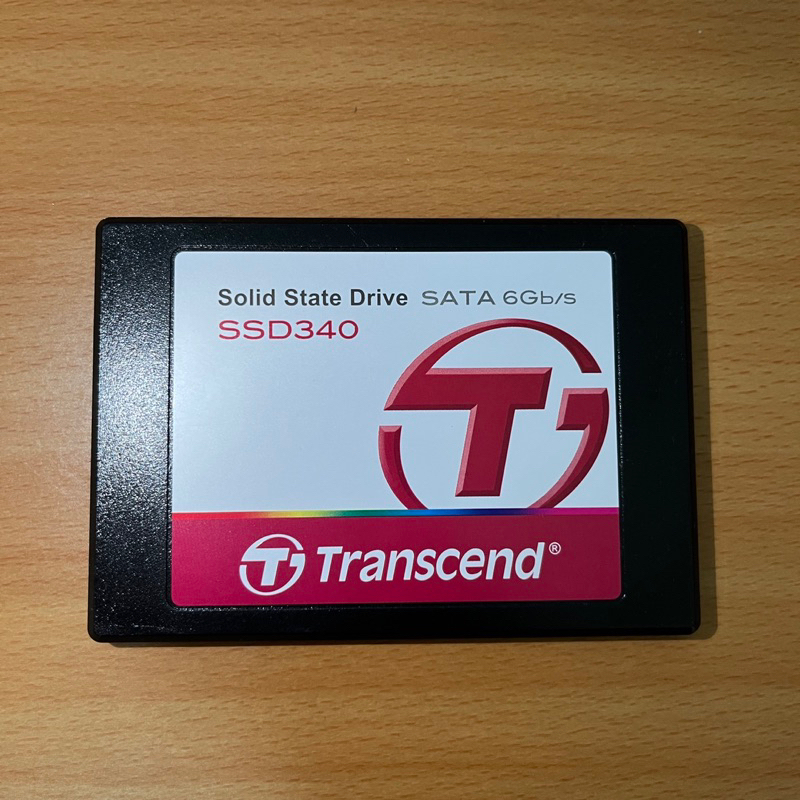 Solid State Drive SATA 6Gb/s
SSD340
Transcend®